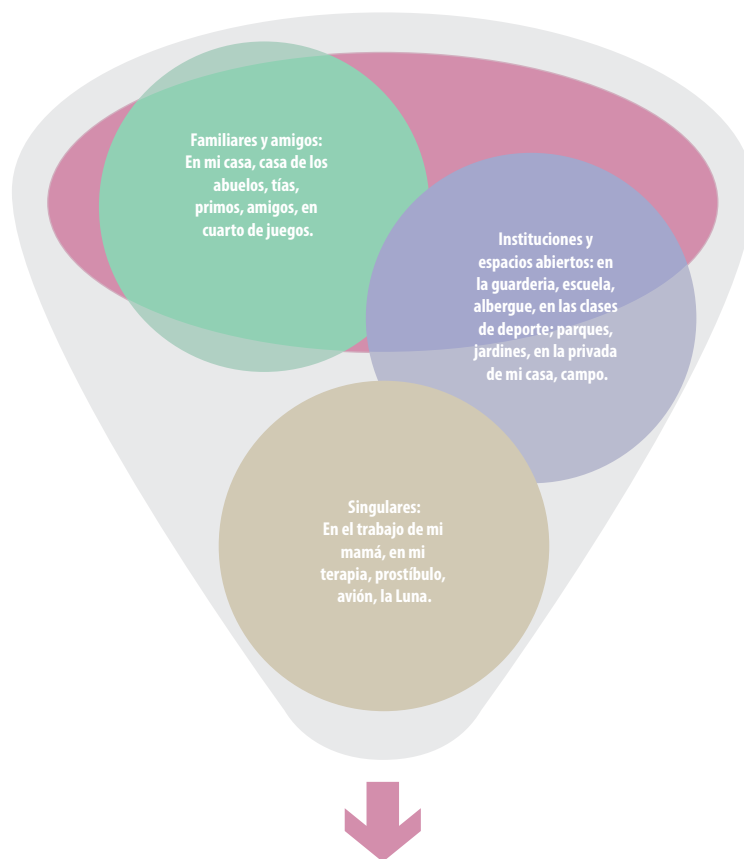 Familiares y amigos:
En mi casa, casa de los
abuelos, tías,
primos, amigos, en
cuarto de juegos.
Instituciones y
espacios abiertos: en
la guarderia, escuela,
albergue, en las clases
de deporte; parques,
jardines, en la privada
de mi casa, campo.
Singulares:
En el trabajo de mi
mamá, en mi
terapia, prostíbulo,
avión, la Luna.